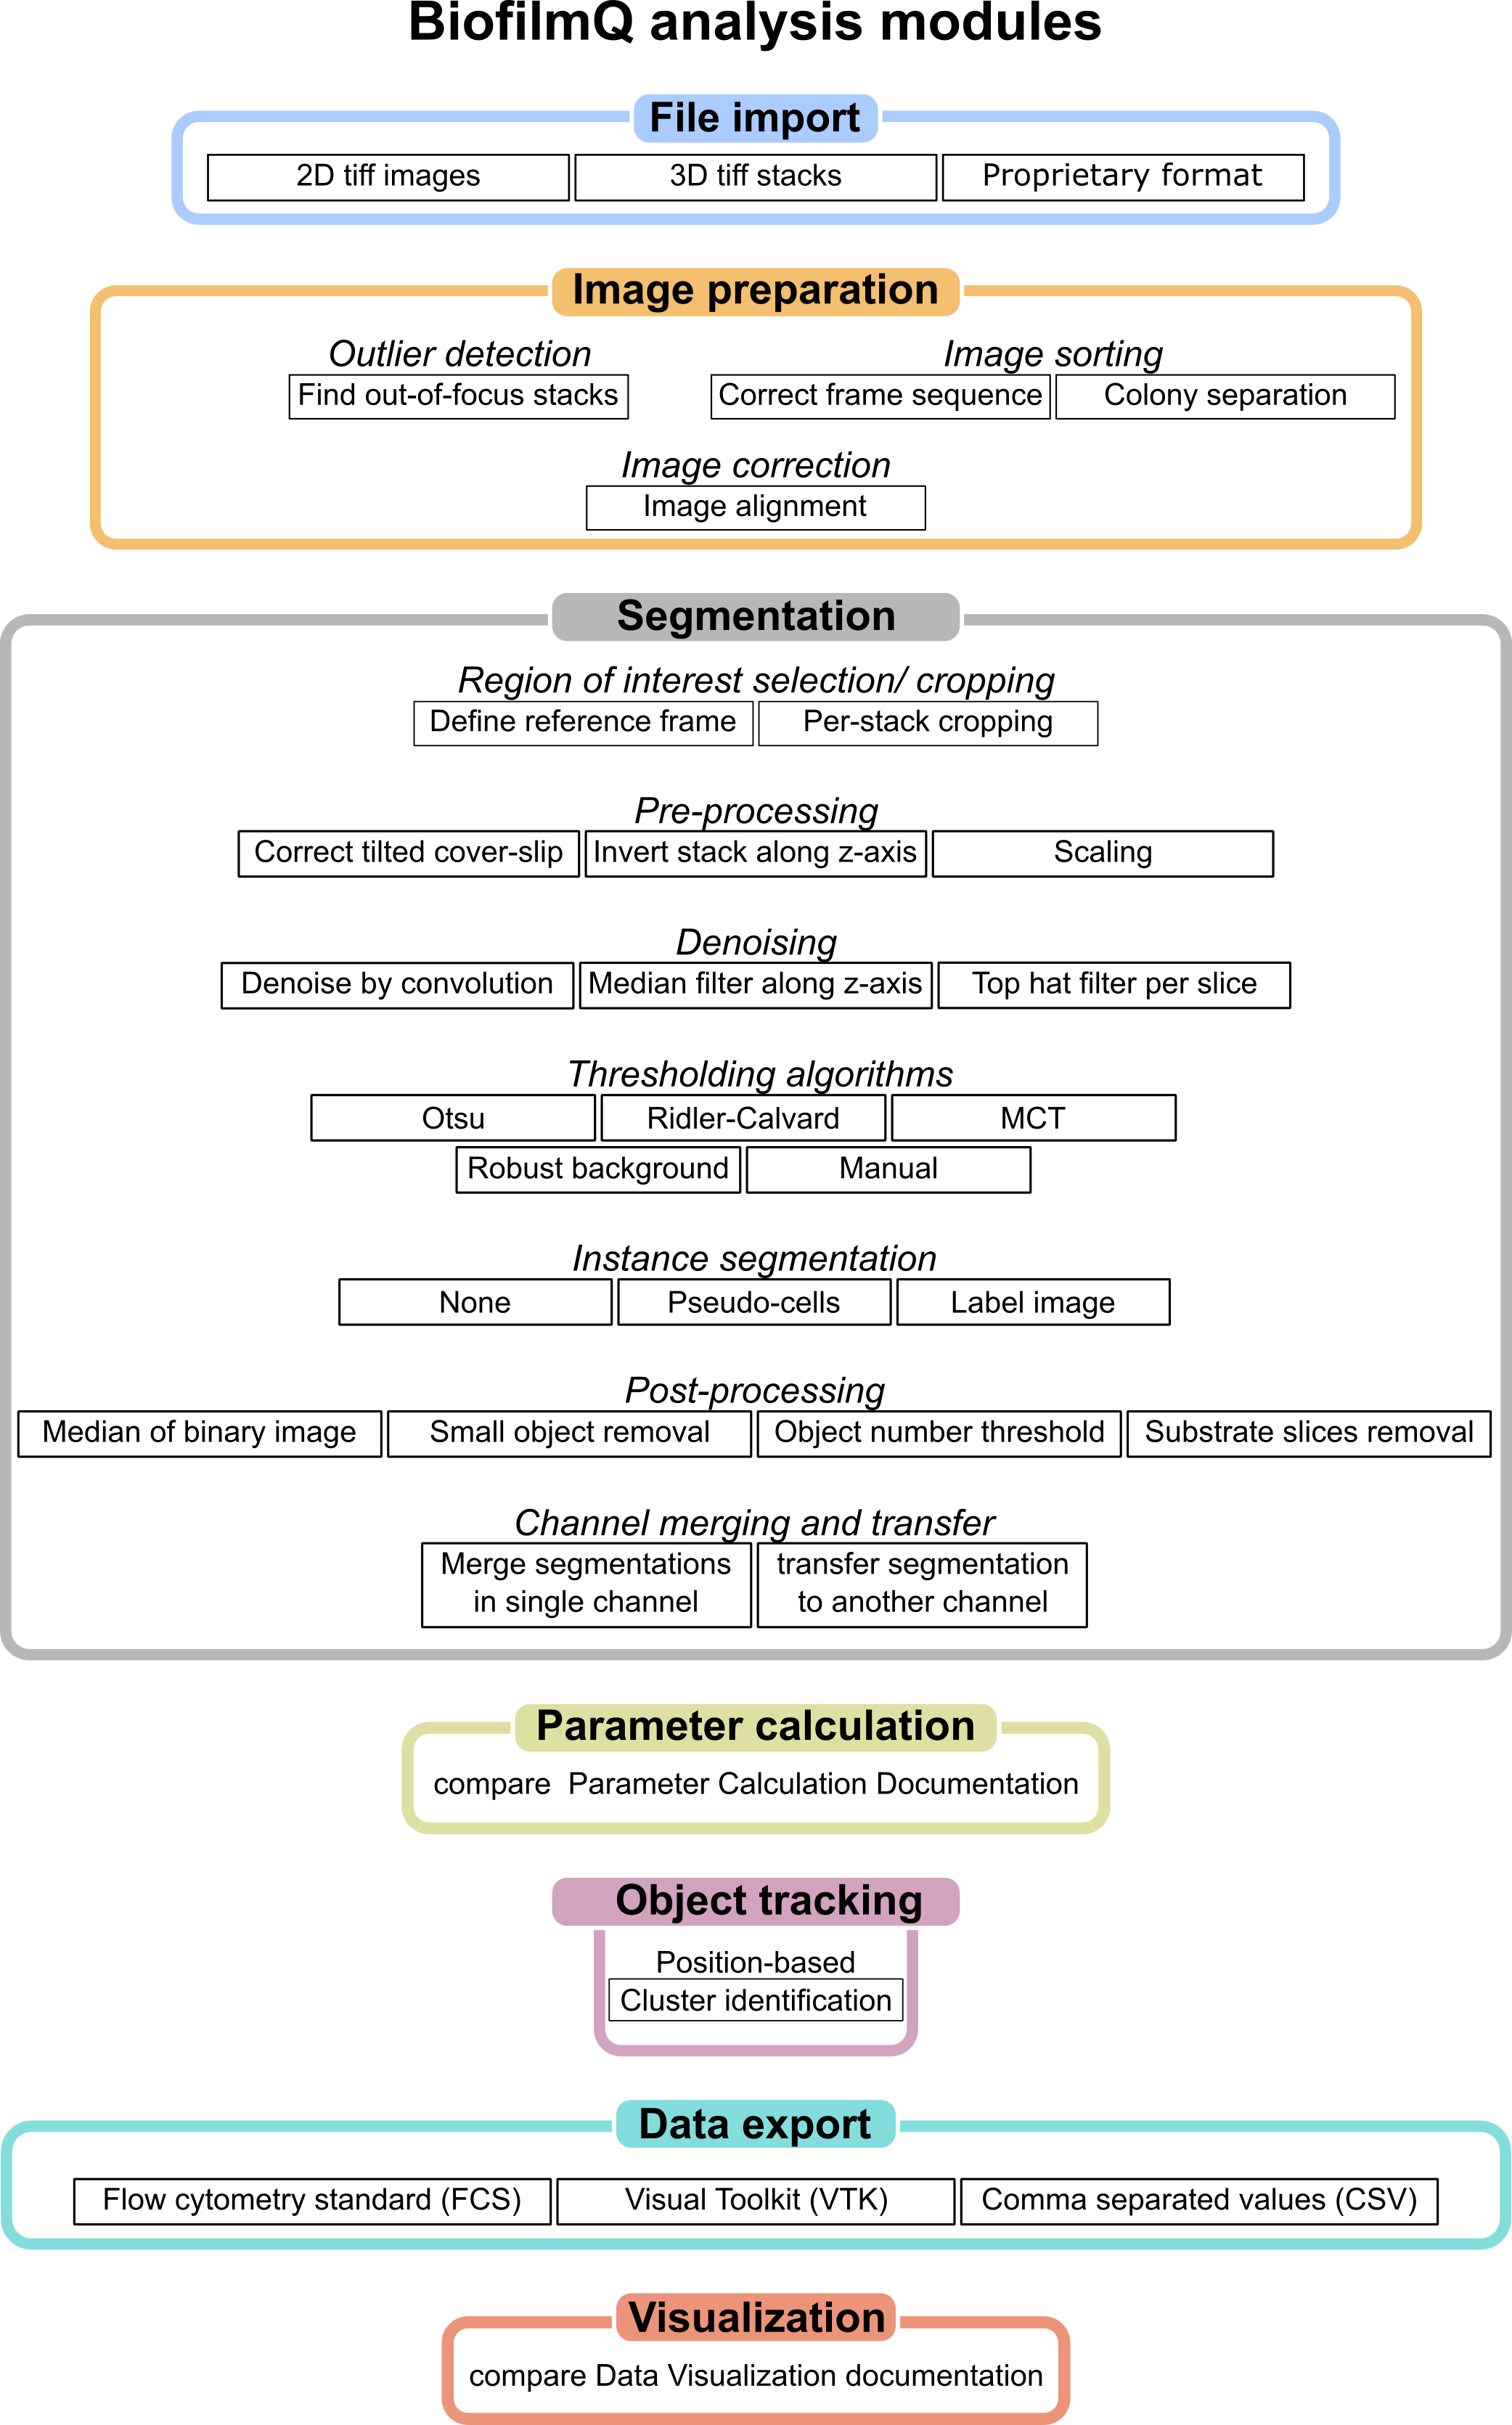 BiofilmQ analysis modules
File import
2D tiff images
3D tiff stacks
Proprietary format
Image preparation
Outlier detection
Find out-of-focus stacks
Image sorting
Correct frame sequence
Colony separation
Image correction
Image alignment
Segmentation
Region of interest selection/ cropping
Define reference frame
Per-stack cropping
Pre-processing
Correct tilted cover-slip
Invert stack along z-axis
Scaling
Denoising
Denoise by convolution
Median filter along z-axis
Top hat filter per slice
Thresholding algorithms
Otsu
Ridler-Calvard
MCT
Robust background
Manual
Instance segmentation
None
Pseudo-cells
Label image
Post-processing
Median of binary image
Small object removal
Object number threshold
Substrate slices removal
Channel merging and transfer
Merge segmentations
in single channel
transfer segmentation
to another channel
Parameter calculation
compare Parameter Calculation Documentation
Object tracking
Position-based
Cluster identification
Data export
Flow cytometry standard (FCS)
Visual Toolkit (VTK)
Comma separated values (CSV)
Visualization
compare Data Visualization documentation